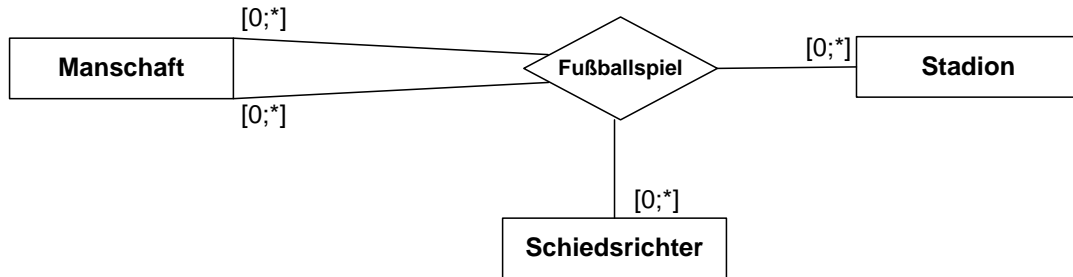 [0;*]
Manschaft
[0;*]
Fußballspiel
[0;*]
Stadion
[0;*]
Schiedsrichter